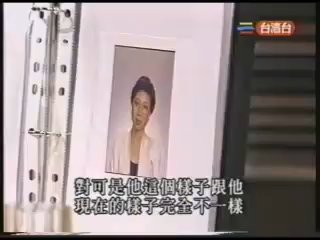 台灣台
對可是他這個樣子跟他
現在的樣子完全不一樣